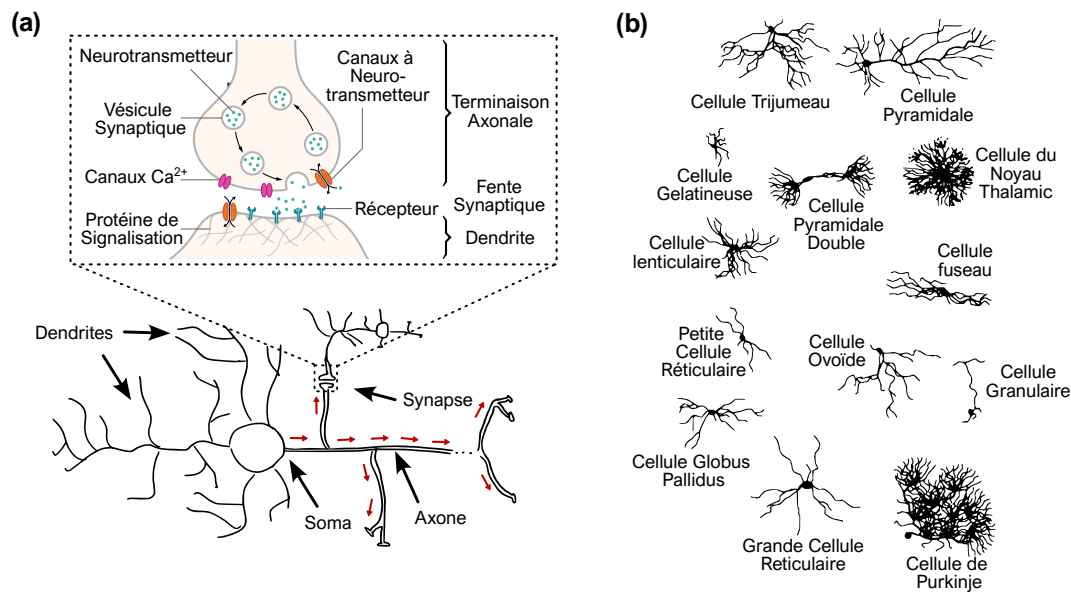 (a)
Neurotransmetteur
Canaux à
Neuro-
transmetteur
Vésicule
Synaptique
Terminaison
Axonale
Canaux Ca2+
Fente
Synaptique
Récepteur
Protéine de
Signalisation
Dendrite
Dendrites
Synapse
Soma
Axone
(b)
Cellule Trijumeau
Cellule
Pyramidale
Cellule
Gelatineuse
Cellule
Pyramidale
Double
Cellule du
Noyau
Thalamic
Cellule
lenticulaire
Cellule
fuseau
Petite
Cellule
Réticulaire
Cellule
Ovoïde
Cellule
Granulaire
Cellule Globus
Pallidus
Grande Cellule
Reticulaire
Cellule de
Purkinje